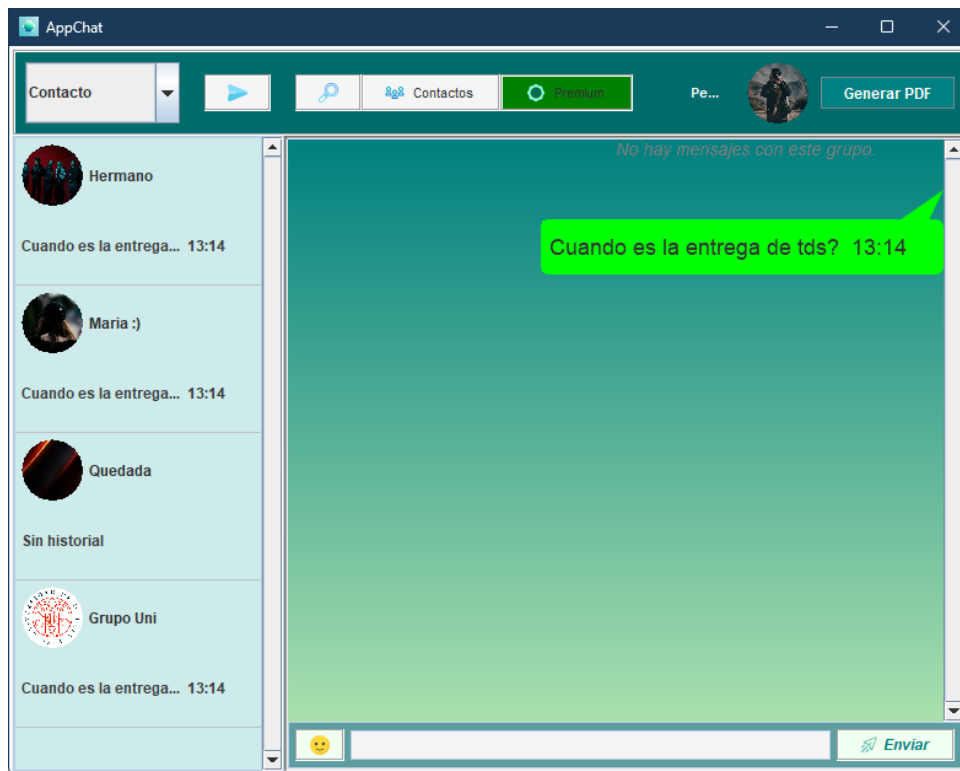 AppChat
Contacto
Contactos
Premium
Pe...
Generar PDF
Hermano
Cuando es la entrega... 13:14
Maria :)
Cuando es la entrega... 13:14
Quedada
Sin historial
Grupo Uni
Cuando es la entrega... 13:14
No hay mensajes con este grupo.
Cuando es la entrega de tds? 13:14
Enviar